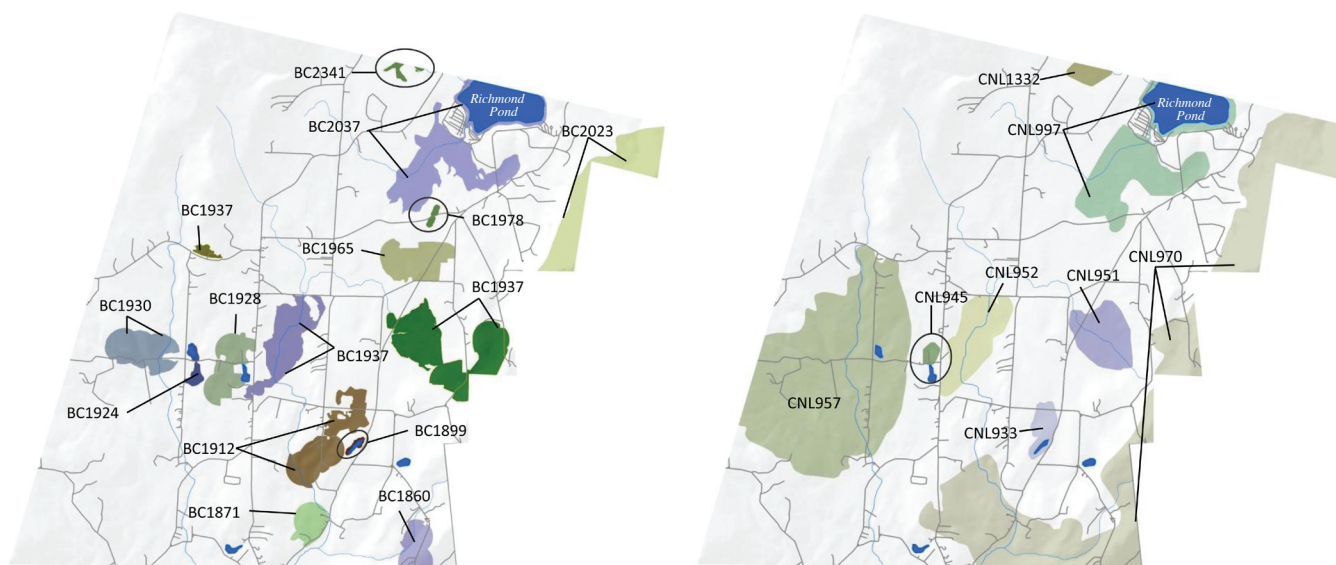 BC2341
Richmond
Pond
BC2037
BC2023
BC1937
BC1978
BC1965
BC1930
BC1928
BC1937
BC1937
BC1924
BC1912
BC1899
BC1871
BC1860
CNL1332
Richmond
Pond
CNL997
CNL970
CNL952
CNL951
CNL945
CNL957
CNL933